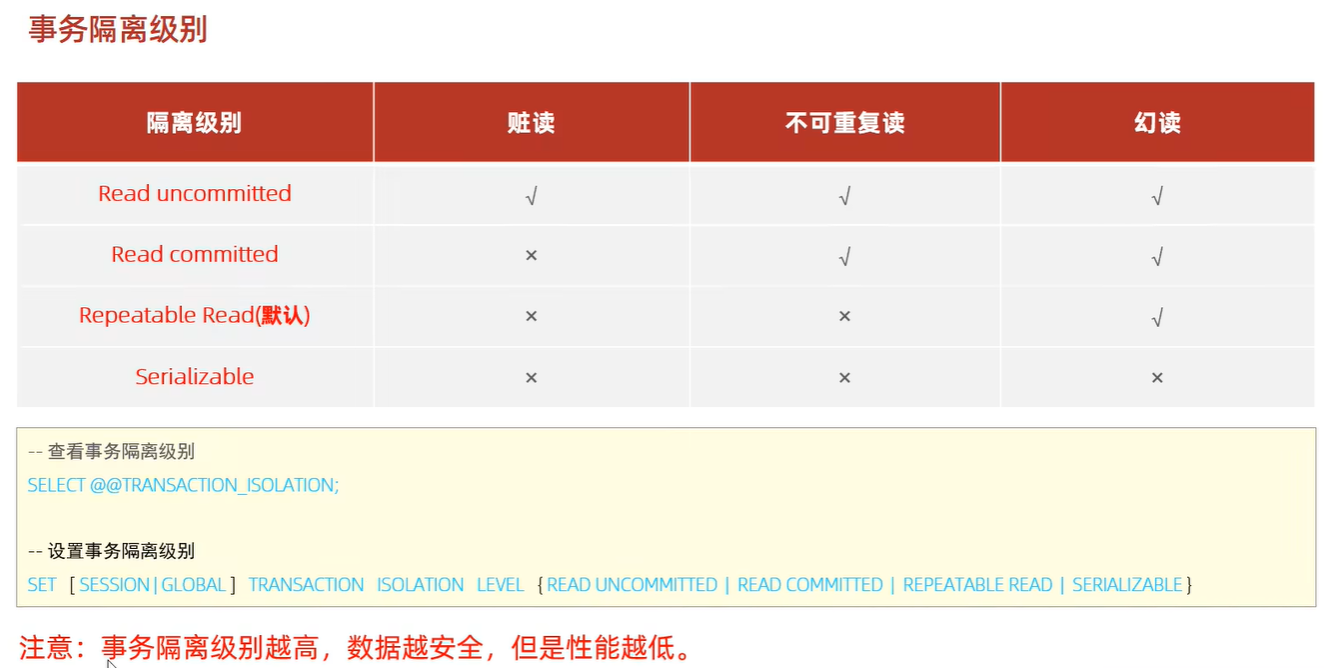 事务隔离级别
隔离级别 脏读 不可重复读 幻读
Read uncommitted √ √ √
Read committed × √ √
Repeatable Read(默认) × × √
Serializable × × ×
-- 查看事务隔离级别
SELECT @@TRANSACTION_ISOLATION;
-- 设置事务隔离级别
SET [ SESSION | GLOBAL ] TRANSACTION ISOLATION LEVEL { READ UNCOMMITTED | READ COMMITTED | REPEATABLE READ | SERIALIZABLE }
注意：事务隔离级别越高，数据越安全，但是性能越低。